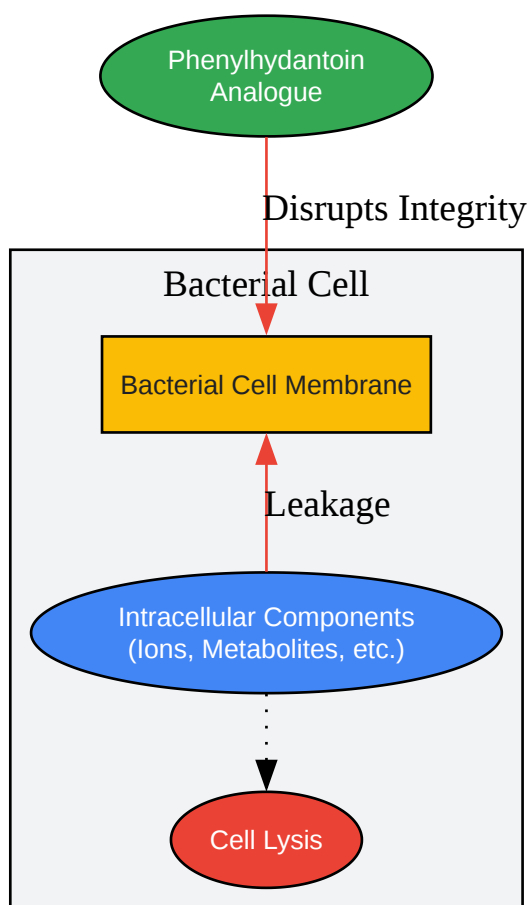 Phenylhydantoin
Analogue
Disrupts Integrity
Bacterial Cell
Bacterial Cell Membrane
Leakage
Intracellular Components
(Ions, Metabolites, etc.)
Cell Lysis